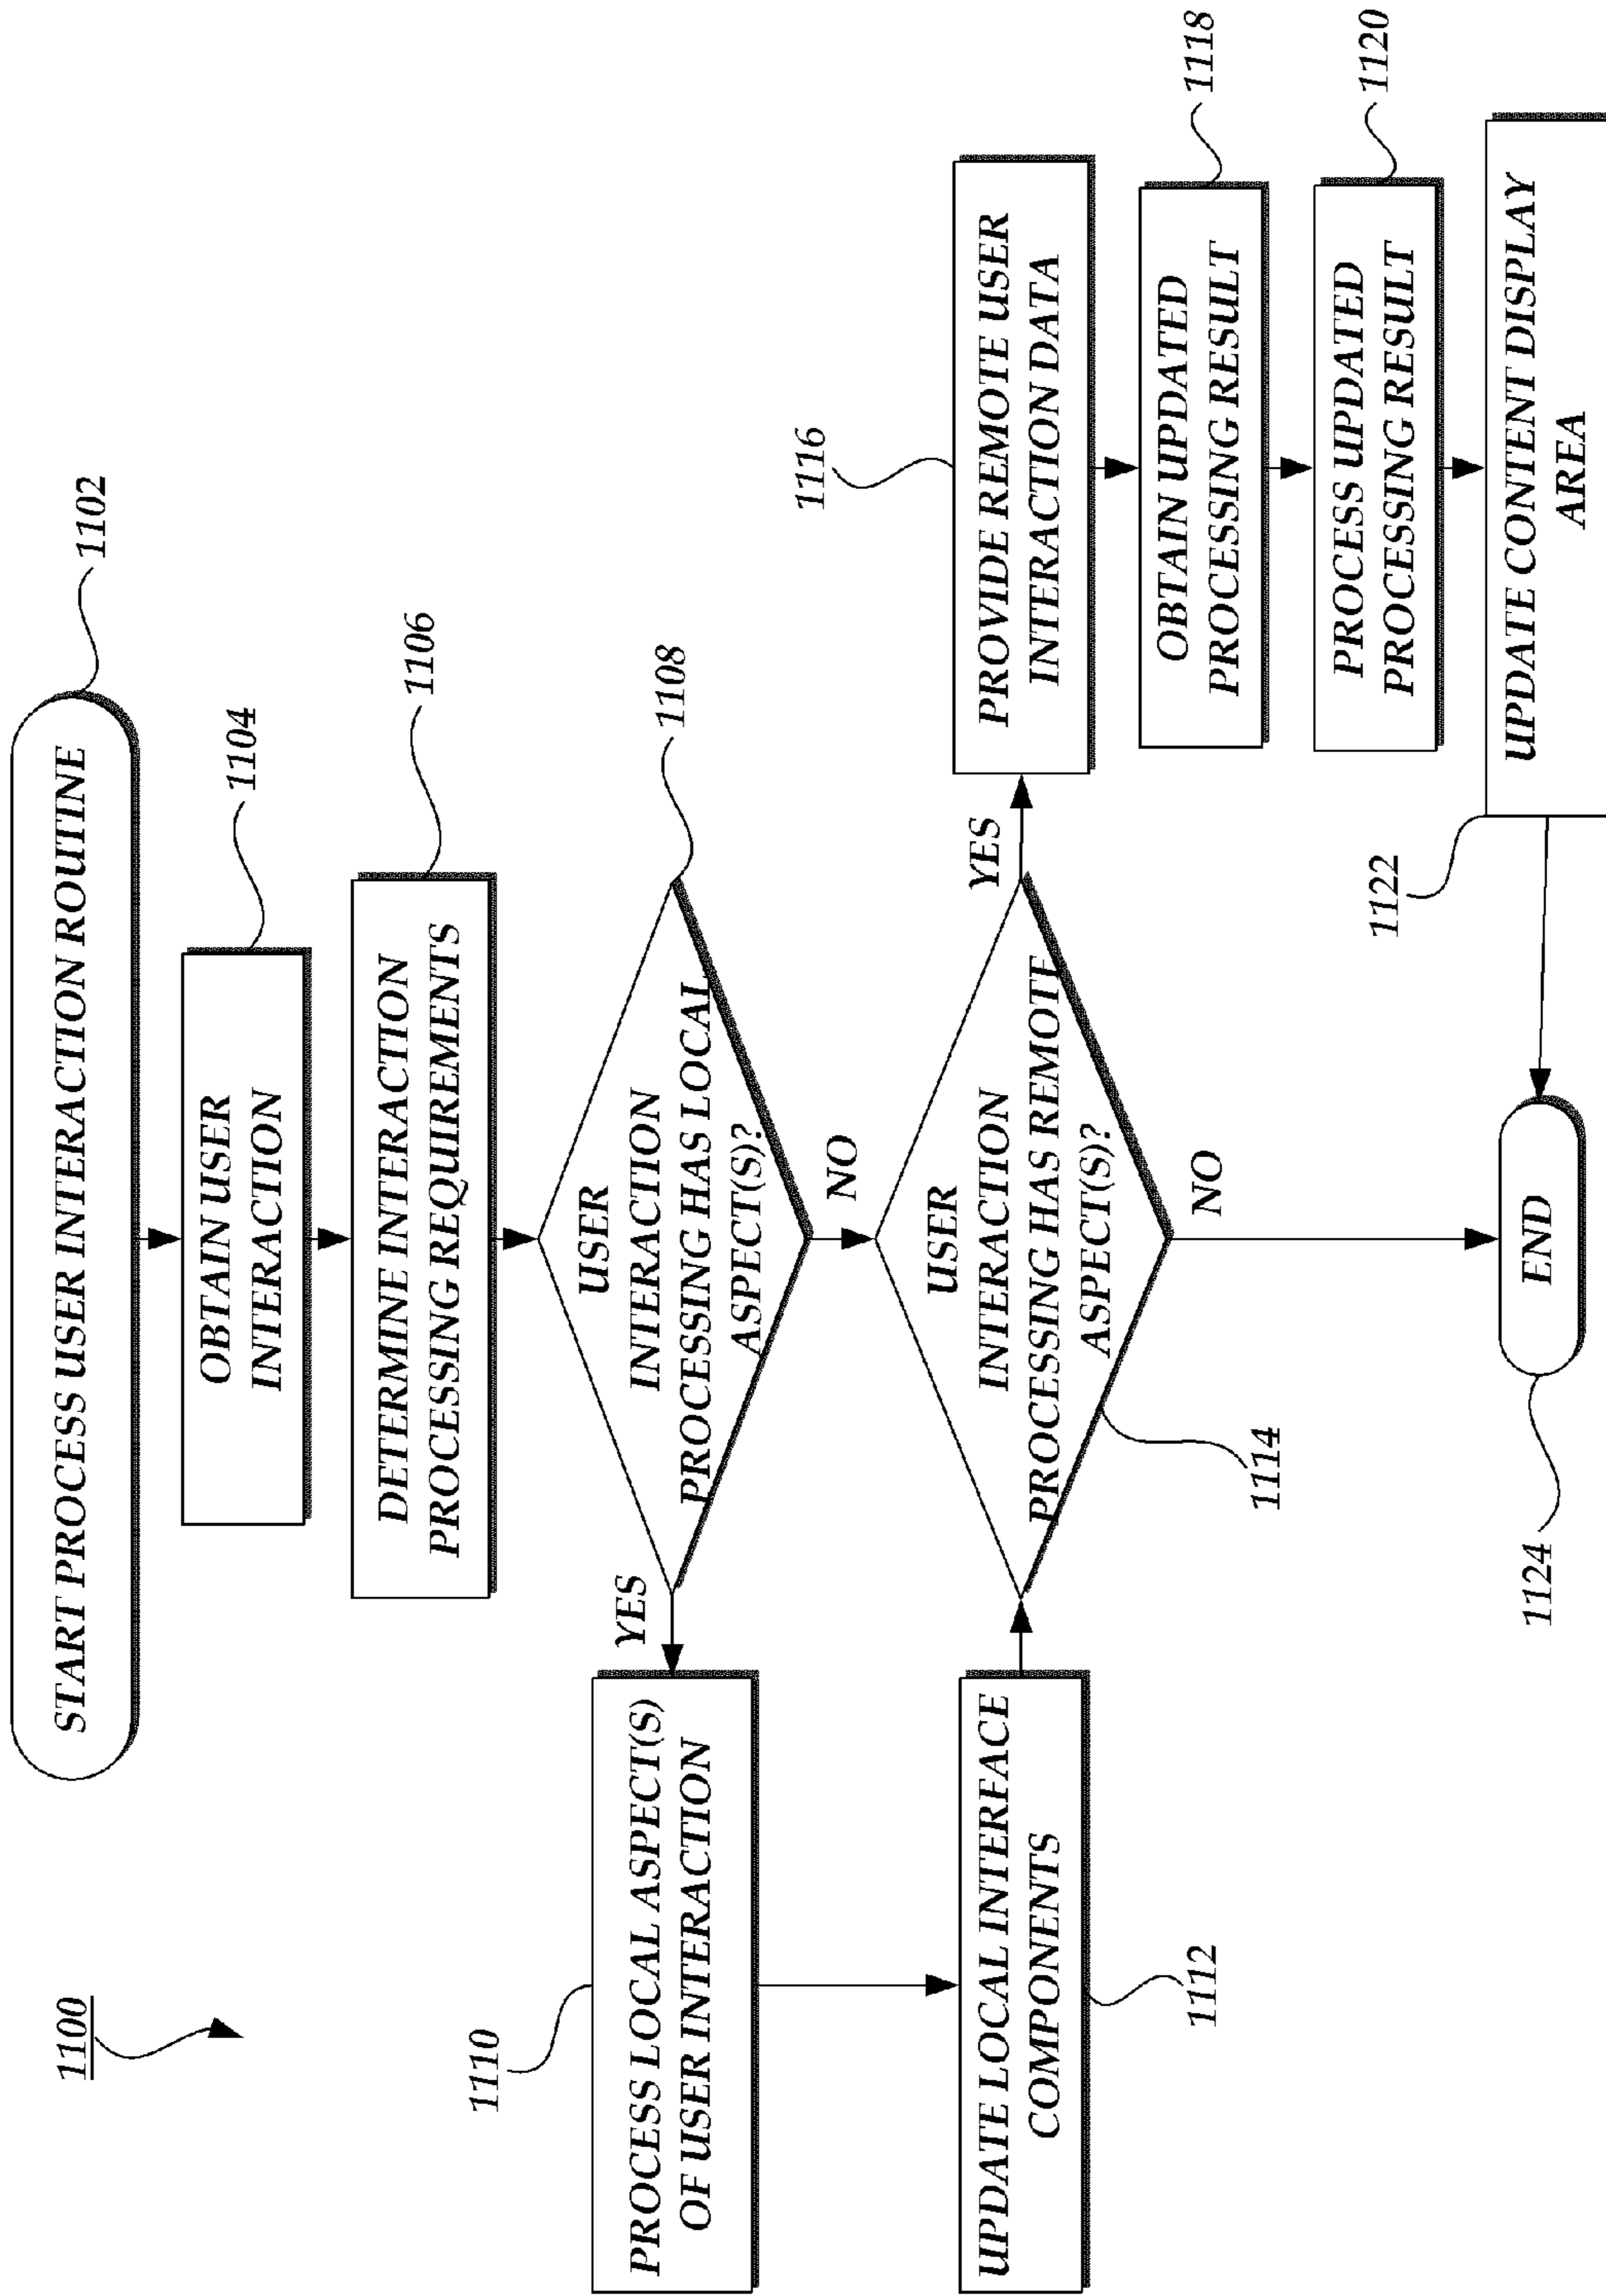 1100
START PROCESS USER INTERACTION ROUTINE
1102
OBTAIN USER
INTERACTION
1104
DETERMINE INTERACTION
PROCESSING REQUIREMENTS
1106
USER
INTERACTION
PROCESSING HAS LOCAL
ASPECT(S)?
1108
YES
NO
1110
PROCESS LOCAL ASPECT(S)
OF USER INTERACTION
UPDATE LOCAL INTERFACE
COMPONENTS
1112
USER
INTERACTION
PROCESSING HAS REMOTE
ASPECT(S)?
1114
YES
NO
1116
PROVIDE REMOTE USER
INTERACTION DATA
OBTAIN UPDATED
PROCESSING RESULT
1118
PROCESS UPDATED
PROCESSING RESULT
1120
UPDATE CONTENT DISPLAY
AREA
1122
END
1124